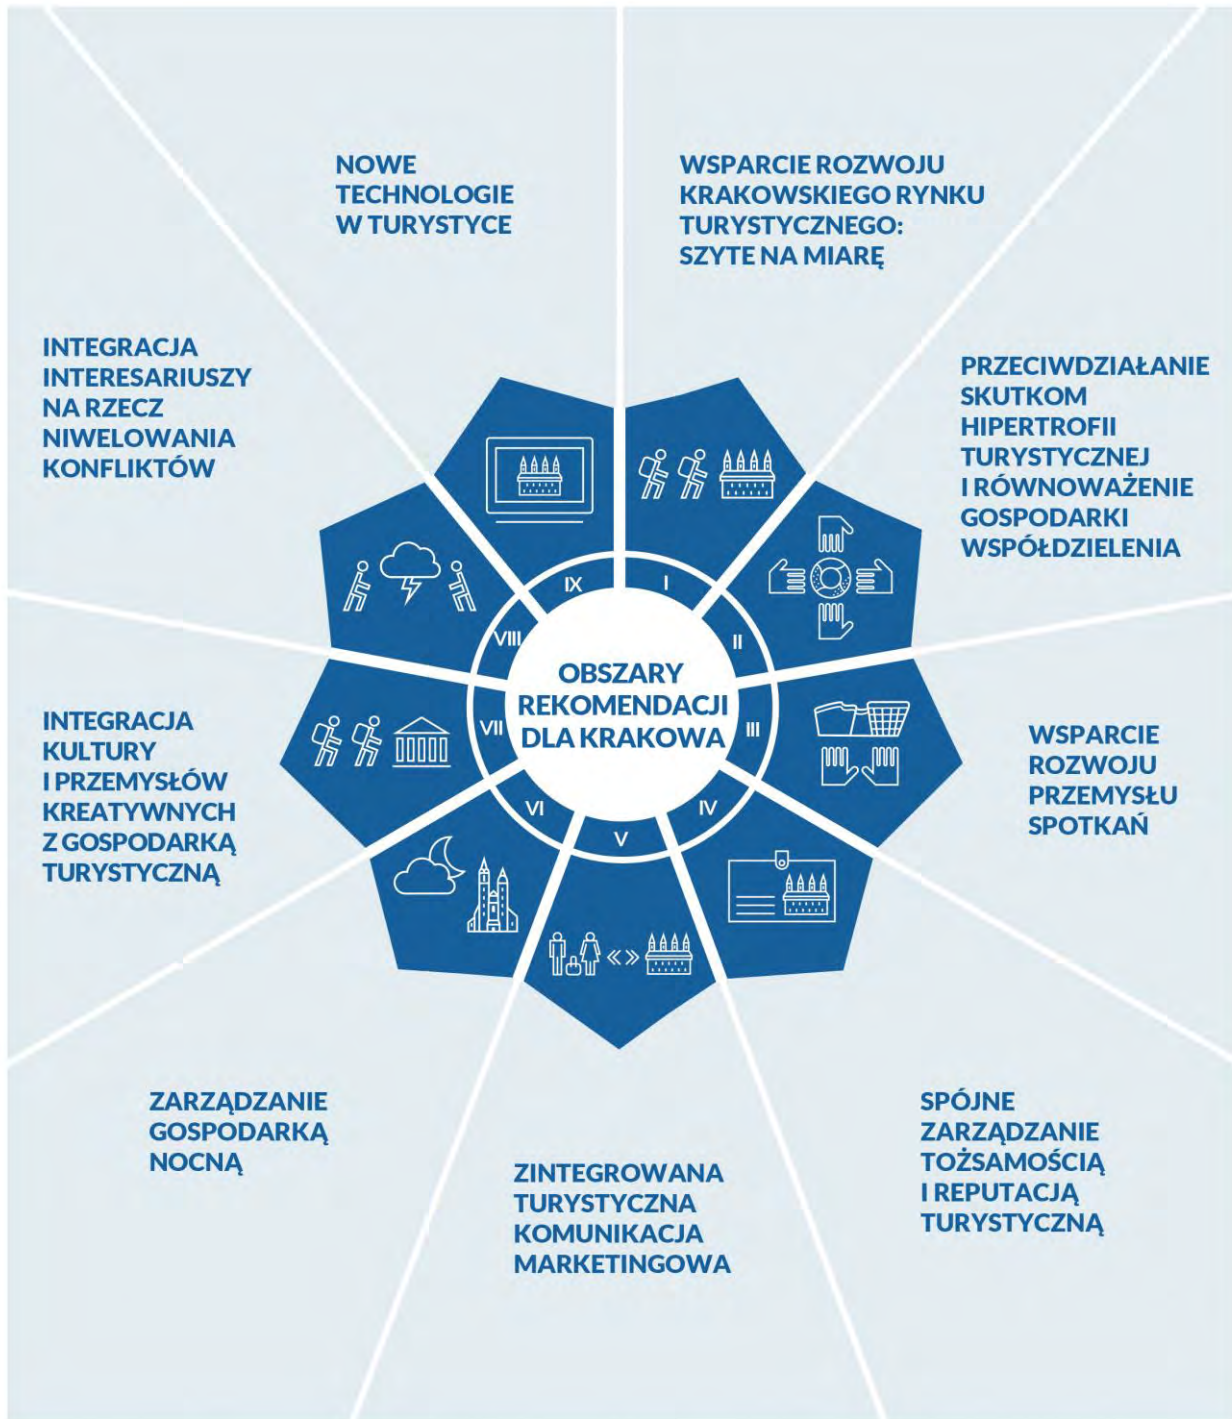 NOWE
TECHNOLOGIE
W TURYSTYCE
WSPARCIE ROZWOJU
KRAKOWSKIEGO RYNKU
TURYSTYCZNEGO:
SZYTE NA MIARĘ
INTEGRACJA
INTERESARIUSZY
NA RZECZ
NIWELOWANIA
KONFLIKTÓW
PRZECIWDZIAŁANIE
SKUTKOM
HIPERTROFII
TURYSTYCZNEJ
I RÓWNOWAŻENIE
GOSPODARKI
WSPÓŁDZIELENIA
OBSZARY
REKOMENDACJI
DLA KRAKOWA
I
II
III
IV
V
VI
VII
VIII
IX
INTEGRACJA
KULTURY
I PRZEMYSŁÓW
KREATYWNYCH
Z GOSPODARKĄ
TURYSTYCZNĄ
WSPARCIE
ROZWOJU
PRZEMYSŁU
SPOTKAŃ
ZARZĄDZANIE
GOSPODARKĄ
NOCNĄ
ZINTEGROWANA
TURYSTYCZNA
KOMUNIKACJA
MARKETINGOWA
SPÓJNE
ZARZĄDZANIE
TOŻSAMOŚCIĄ
I REPUTACJĄ
TURYSTYCZNĄ